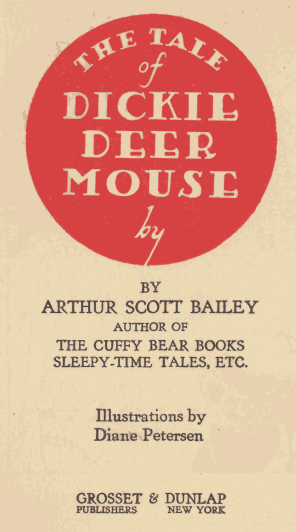 THE TALE
of
DICKIE
DEER
MOUSE
by
BY
ARTHUR SCOTT BAILEY
AUTHOR OF
THE CUFFY BEAR BOOKS
SLEEPY-TIME TALES, ETC.
Illustrations by
Diane Petersen
GROSSET & DUNLAP
PUBLISHERS NEW YORK